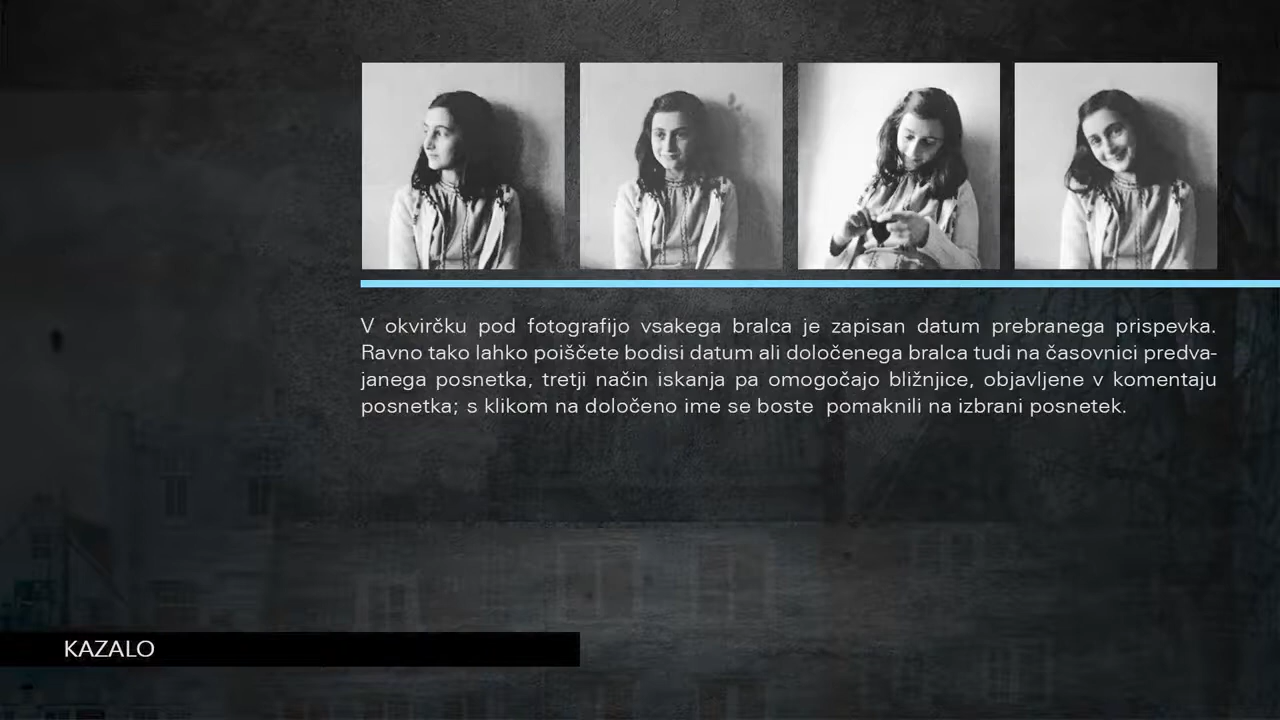 V okvirčku pod fotografijo vsakega bralca je zapisan datum prebranega prispevka.
Ravno tako lahko poiščete bodisi datum ali določenega bralca tudi na časovnici predva-
janega posnetka, tretji način iskanja pa omogočajo bližnjice, objavljene v komentaju
posnetka; s klikom na določeno ime se boste  pomaknili na izbrani posnetek.
KAZALO